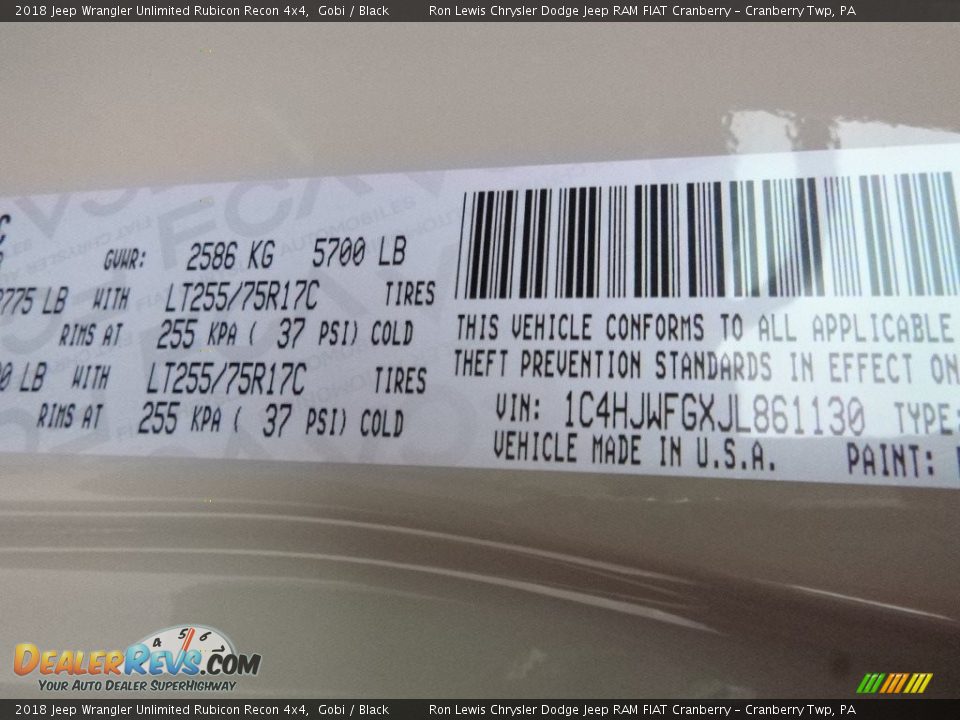 2018 Jeep Wrangler Unlimited Rubicon Recon 4x4, Gobi / Black Ron Lewis Chrysler Dodge Jeep RAM FIAT Cranberry - Cranberry Twp, PA
GVWR: 2586 KG 5700 LB
775 LB WITH LT255/75R17C TIRES
RIMS AT 255 KPA ( 37 PSI) COLD
0 LB WITH LT255/75R17C TIRES
RIMS AT 255 KPA ( 37 PSI) COLD
THIS VEHICLE CONFORMS TO ALL APPLICABLE
THEFT PREVENTION STANDARDS IN EFFECT ON
VIN: 1C4HJWFGXJL861130 TYPE:
VEHICLE MADE IN U.S.A. PAINT:
4 5 6
DEALERREVS.COM
YOUR AUTO DEALER SUPERHIGHWAY
2018 Jeep Wrangler Unlimited Rubicon Recon 4x4, Gobi / Black Ron Lewis Chrysler Dodge Jeep RAM FIAT Cranberry - Cranberry Twp, PA